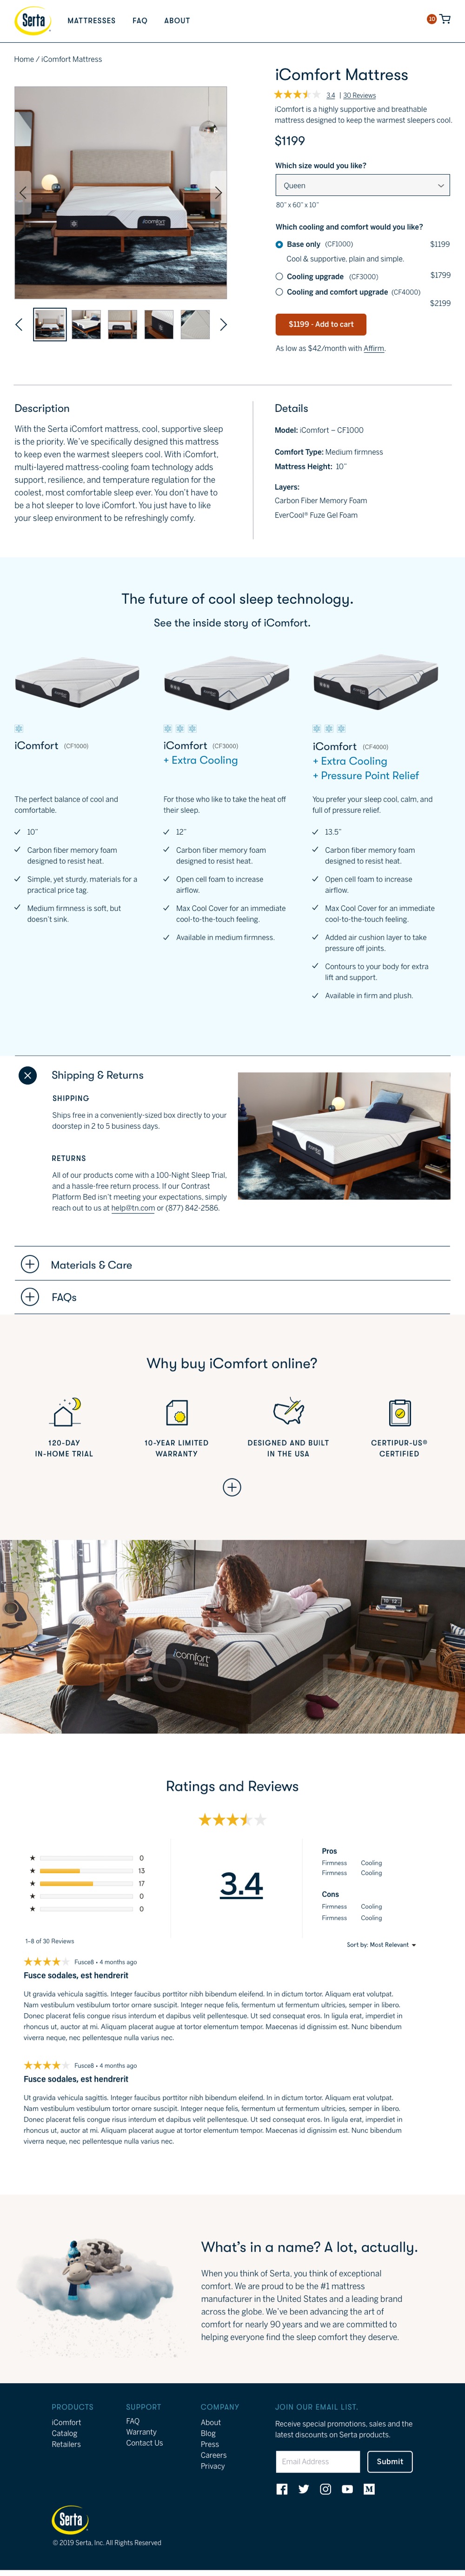 Serta
MATTRESSES
FAQ
ABOUT
10
Home / iComfort Mattress
iComfort Mattress
3.4 | 30 Reviews
iComfort is a highly supportive and breathable
mattress designed to keep the warmest sleepers cool.
$1199
Which size would you like?
Queen
80” x 60” x 10”
Which cooling and comfort would you like?
Base only (CF1000) $1199
Cool & supportive, plain and simple.
Cooling upgrade (CF3000) $1799
Cooling and comfort upgrade (CF4000)
$2199
$1199 - Add to cart
As low as $42/month with Affirm.
Description
With the Serta iComfort mattress, cool, supportive sleep
is the priority. We’ve specifically designed this mattress
to keep even the warmest sleepers cool. With iComfort,
multi-layered mattress-cooling foam technology adds
support, resilience, and temperature regulation for the
coolest, most comfortable sleep ever. You don’t have to
be a hot sleeper to love iComfort. You just have to like
your sleep environment to be refreshingly comfy.
Details
Model: iComfort – CF1000
Comfort Type: Medium firmness
Mattress Height: 10”
Layers:
Carbon Fiber Memory Foam
EverCool® Fuze Gel Foam
The future of cool sleep technology.
See the inside story of iComfort.
iComfort (CF1000)
The perfect balance of cool and
comfortable.
10”
Carbon fiber memory foam
designed to resist heat.
Simple, yet sturdy, materials for a
practical price tag.
Medium firmness is soft, but
doesn’t sink.
iComfort (CF3000)
+ Extra Cooling
For those who like to take the heat off
their sleep.
12”
Carbon fiber memory foam
designed to resist heat.
Open cell foam to increase
airflow.
Max Cool Cover for an immediate
cool-to-the-touch feeling.
Available in medium firmness.
iComfort (CF4000)
+ Extra Cooling
+ Pressure Point Relief
You prefer your sleep cool, calm, and
full of pressure relief.
13.5”
Carbon fiber memory foam
designed to resist heat.
Open cell foam to increase
airflow.
Max Cool Cover for an immediate
cool-to-the-touch feeling.
Added air cushion layer to take
pressure off joints.
Contours to your body for extra
lift and support.
Available in firm and plush.
Shipping & Returns
SHIPPING
Ships free in a conveniently-sized box directly to your
doorstep in 2 to 5 business days.
RETURNS
All of our products come with a 100-Night Sleep Trial,
and a hassle-free return process. If our Contrast
Platform Bed isn’t meeting your expectations, simply
reach out to us at help@tn.com or (877) 842-2586.
Materials & Care
FAQs
Why buy iComfort online?
120-DAY
IN-HOME TRIAL
10-YEAR LIMITED
WARRANTY
DESIGNED AND BUILT
IN THE USA
CERTIPUR-US®
CERTIFIED
icomfort
BY SERTA
Ratings and Reviews
0
13
17
0
0
3.4
Pros
Firmness Cooling
Firmness Cooling
Cons
Firmness Cooling
Firmness Cooling
1–8 of 30 Reviews
Sort by: Most Relevant
Fusce8 • 4 months ago
Fusce sodales, est hendrerit
Ut gravida vehicula sagittis. Integer faucibus porttitor nibh bibendum eleifend. In in dictum tortor. Aliquam erat volutpat.
Nam vestibulum vestibulum tortor ornare suscipit. Integer neque felis, fermentum ut fermentum ultricies, semper in libero.
Donec placerat felis congue risus interdum et dapibus velit pellentesque. Ut sed consequat eros. In ligula erat, imperdiet in
rhoncus ut, auctor at mi. Aliquam placerat augue at tortor elementum tempor. Maecenas id dignissim est. Nunc bibendum
viverra neque, nec pellentesque nulla varius nec.
Fusce8 • 4 months ago
Fusce sodales, est hendrerit
Ut gravida vehicula sagittis. Integer faucibus porttitor nibh bibendum eleifend. In in dictum tortor. Aliquam erat volutpat.
Nam vestibulum vestibulum tortor ornare suscipit. Integer neque felis, fermentum ut fermentum ultricies, semper in libero.
Donec placerat felis congue risus interdum et dapibus velit pellentesque. Ut sed consequat eros. In ligula erat, imperdiet in
rhoncus ut, auctor at mi. Aliquam placerat augue at tortor elementum tempor. Maecenas id dignissim est. Nunc bibendum
viverra neque, nec pellentesque nulla varius nec.
What’s in a name? A lot, actually.
When you think of Serta, you think of exceptional
comfort. We are proud to be the #1 mattress
manufacturer in the United States and a leading brand
across the globe. We’ve been advancing the art of
comfort for nearly 90 years and we are committed to
helping everyone find the sleep comfort they deserve.
PRODUCTS
iComfort
Catalog
Retailers
SUPPORT
FAQ
Warranty
Contact Us
COMPANY
About
Blog
Press
Careers
Privacy
JOIN OUR EMAIL LIST.
Receive special promotions, sales and the
latest discounts on Serta products.
Email Address
Submit
Serta
© 2019 Serta, Inc. All Rights Reserved